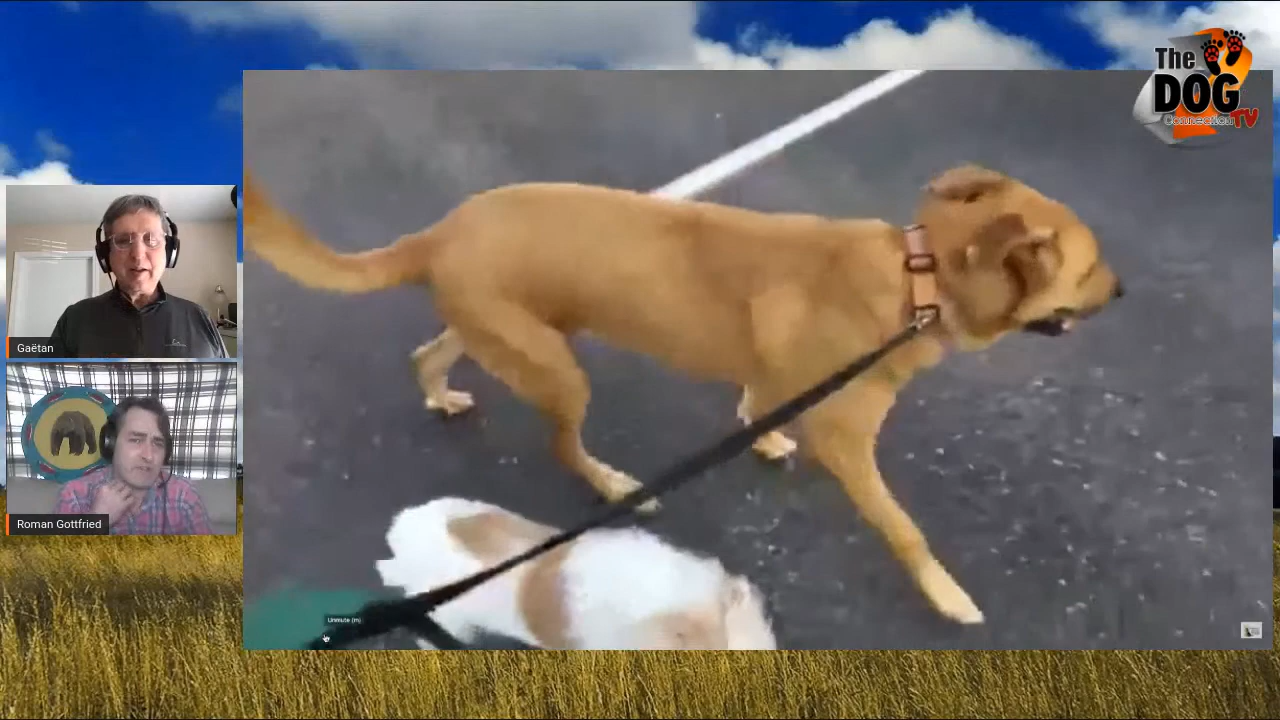 The
DOG
Connection TV
Gaëtan
Roman Gottfried
Unmute (m)